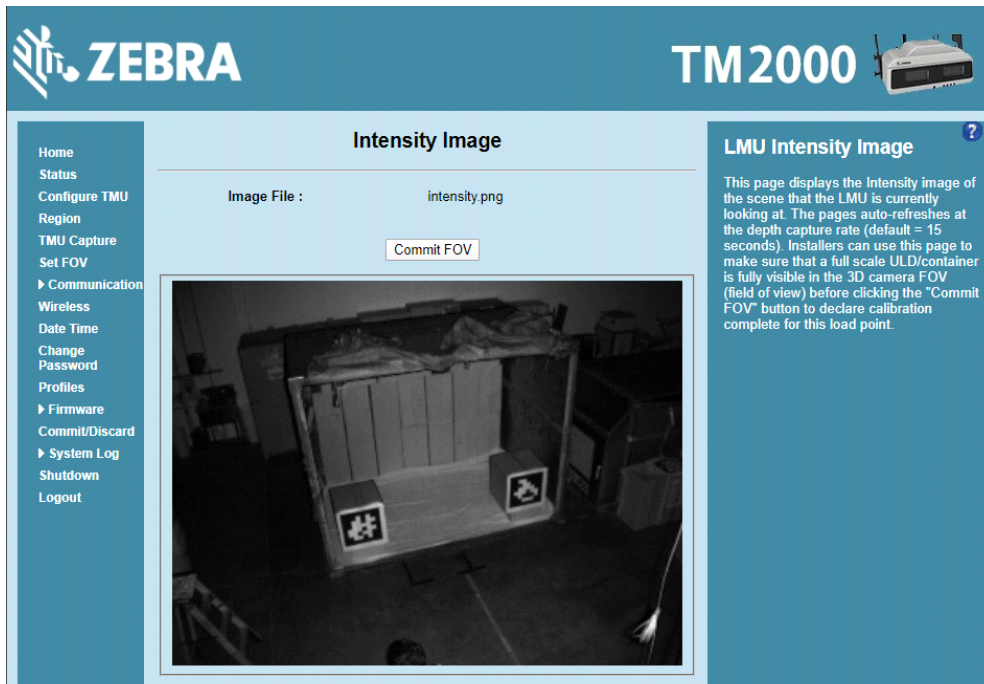 ZEBRA
TM2000
Home
Status
Configure TMU
Region
TMU Capture
Set FOV
Communication
Wireless
Date Time
Change
Password
Profiles
Firmware
Commit/Discard
System Log
Shutdown
Logout
Intensity Image
Image File :
intensity.png
Commit FOV
?
LMU Intensity Image
This page displays the Intensity image of
the scene that the LMU is currently
looking at. The pages auto-refreshes at
the depth capture rate (default = 15
seconds). Installers can use this page to
make sure that a full scale ULD/container
is fully visible in the 3D camera FOV
(field of view) before clicking the "Commit
FOV" button to declare calibration
complete for this load point.